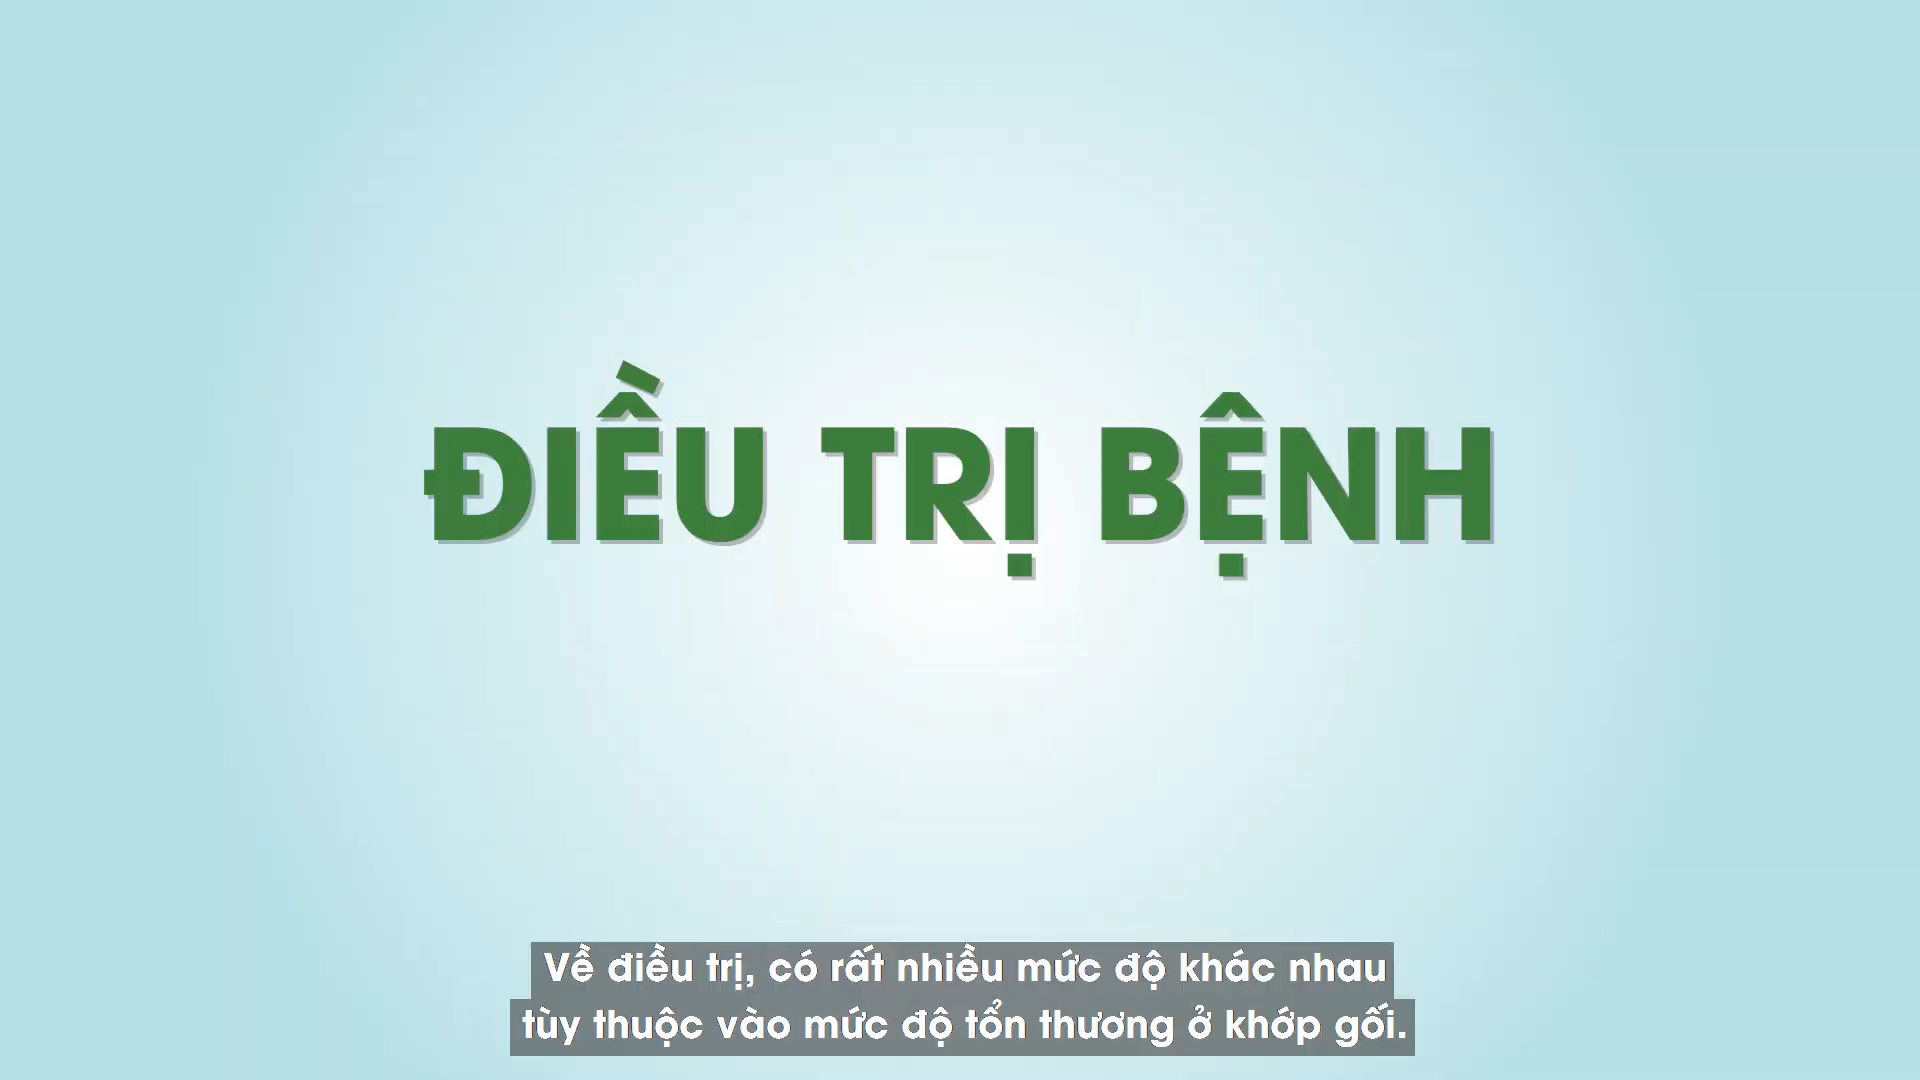 ĐIỀU TRỊ BỆNH
Về điều trị, có rất nhiều mức độ khác nhau
tùy thuộc vào mức độ tổn thương ở khớp gối.